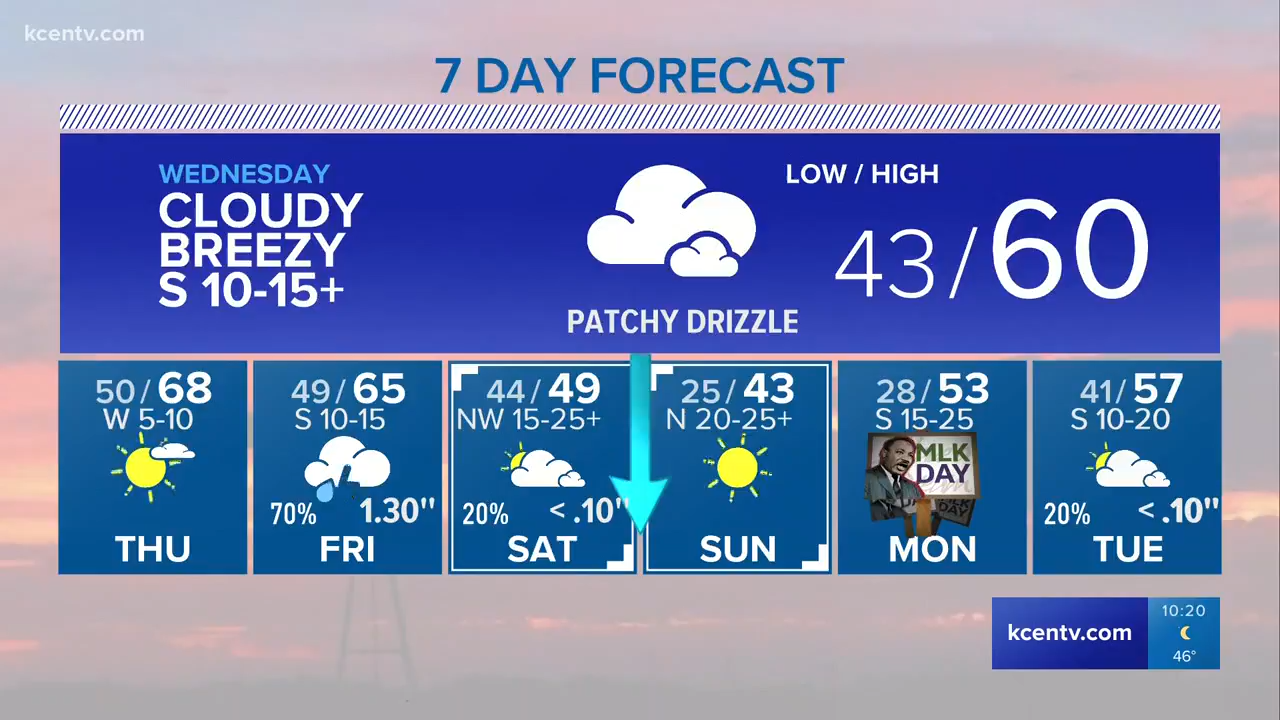 kcentv.com
7 DAY FORECAST
WEDNESDAY
CLOUDY
BREEZY
S 10-15+
PATCHY DRIZZLE
LOW / HIGH
43/60
50/68
W 5-10
THU
49/65
S 10-15
70% 1.30"
FRI
44/49
NW 15-25+
20% < .10"
SAT
25/43
N 20-25+
SUN
28/53
S 15-25
MLK
DAY
MLK
DAY
MON
41/57
S 10-20
20% < .10"
TUE
kcentv.com
10:20
46°